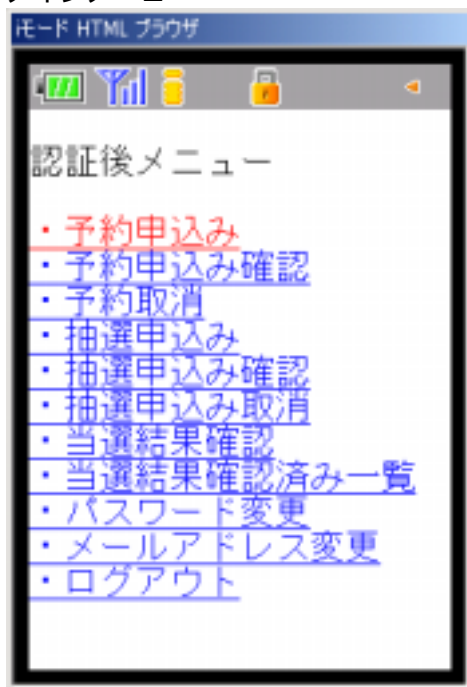 iモード HTML ブラウザ
認証後メニュー
・予約申込み
・予約申込み確認
・予約取消
・抽選申込み
・抽選申込み確認
・抽選申込み取消
・当選結果確認
・当選結果確認済み一覧
・パスワード変更
・メールアドレス変更
・ログアウト